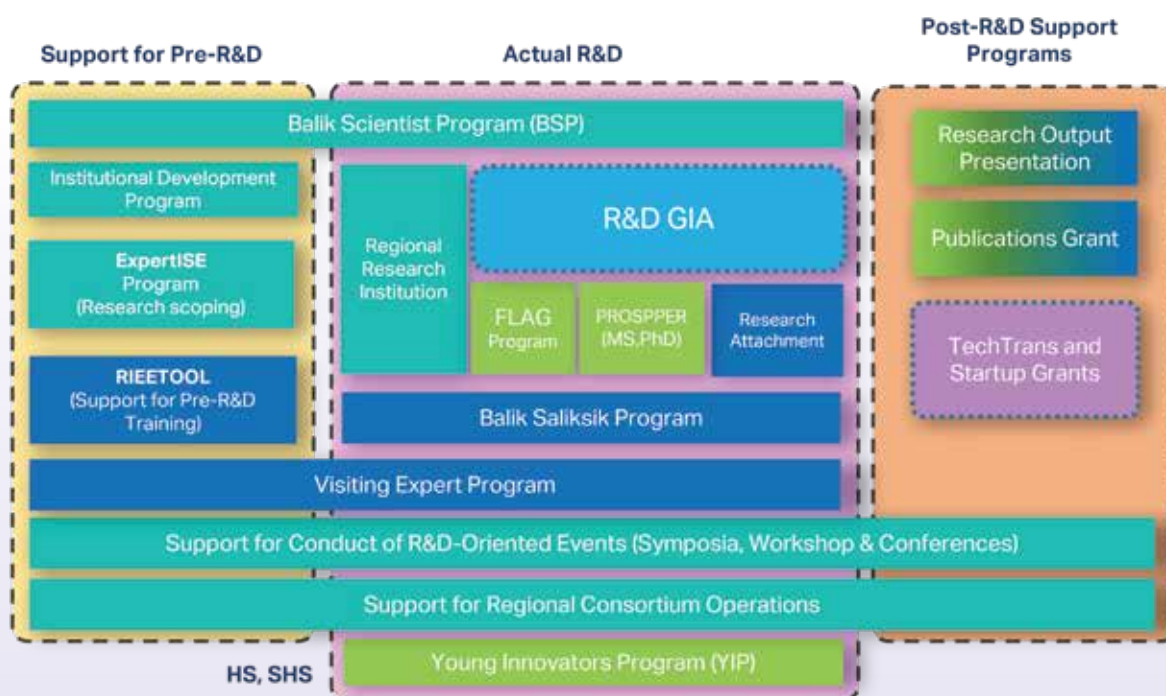 Support for Pre-R&D
Actual R&D
Post-R&D Support
Programs
Balik Scientist Program (BSP)
Institutional Development
Program
ExpertISE
Program
(Research scoping)
RIEETOOL
(Support for Pre-R&D
Training)
Regional
Research
Institution
R&D GIA
FLAG
Program
PROSPPER
(MS,PhD)
Research
Attachment
Balik Saliksik Program
Research Output
Presentation
Publications Grant
TechTrans and
Startup Grants
Visiting Expert Program
Support for Conduct of R&D-Oriented Events (Symposia, Workshop & Conferences)
Support for Regional Consortium Operations
HS, SHS
Young Innovators Program (YIP)